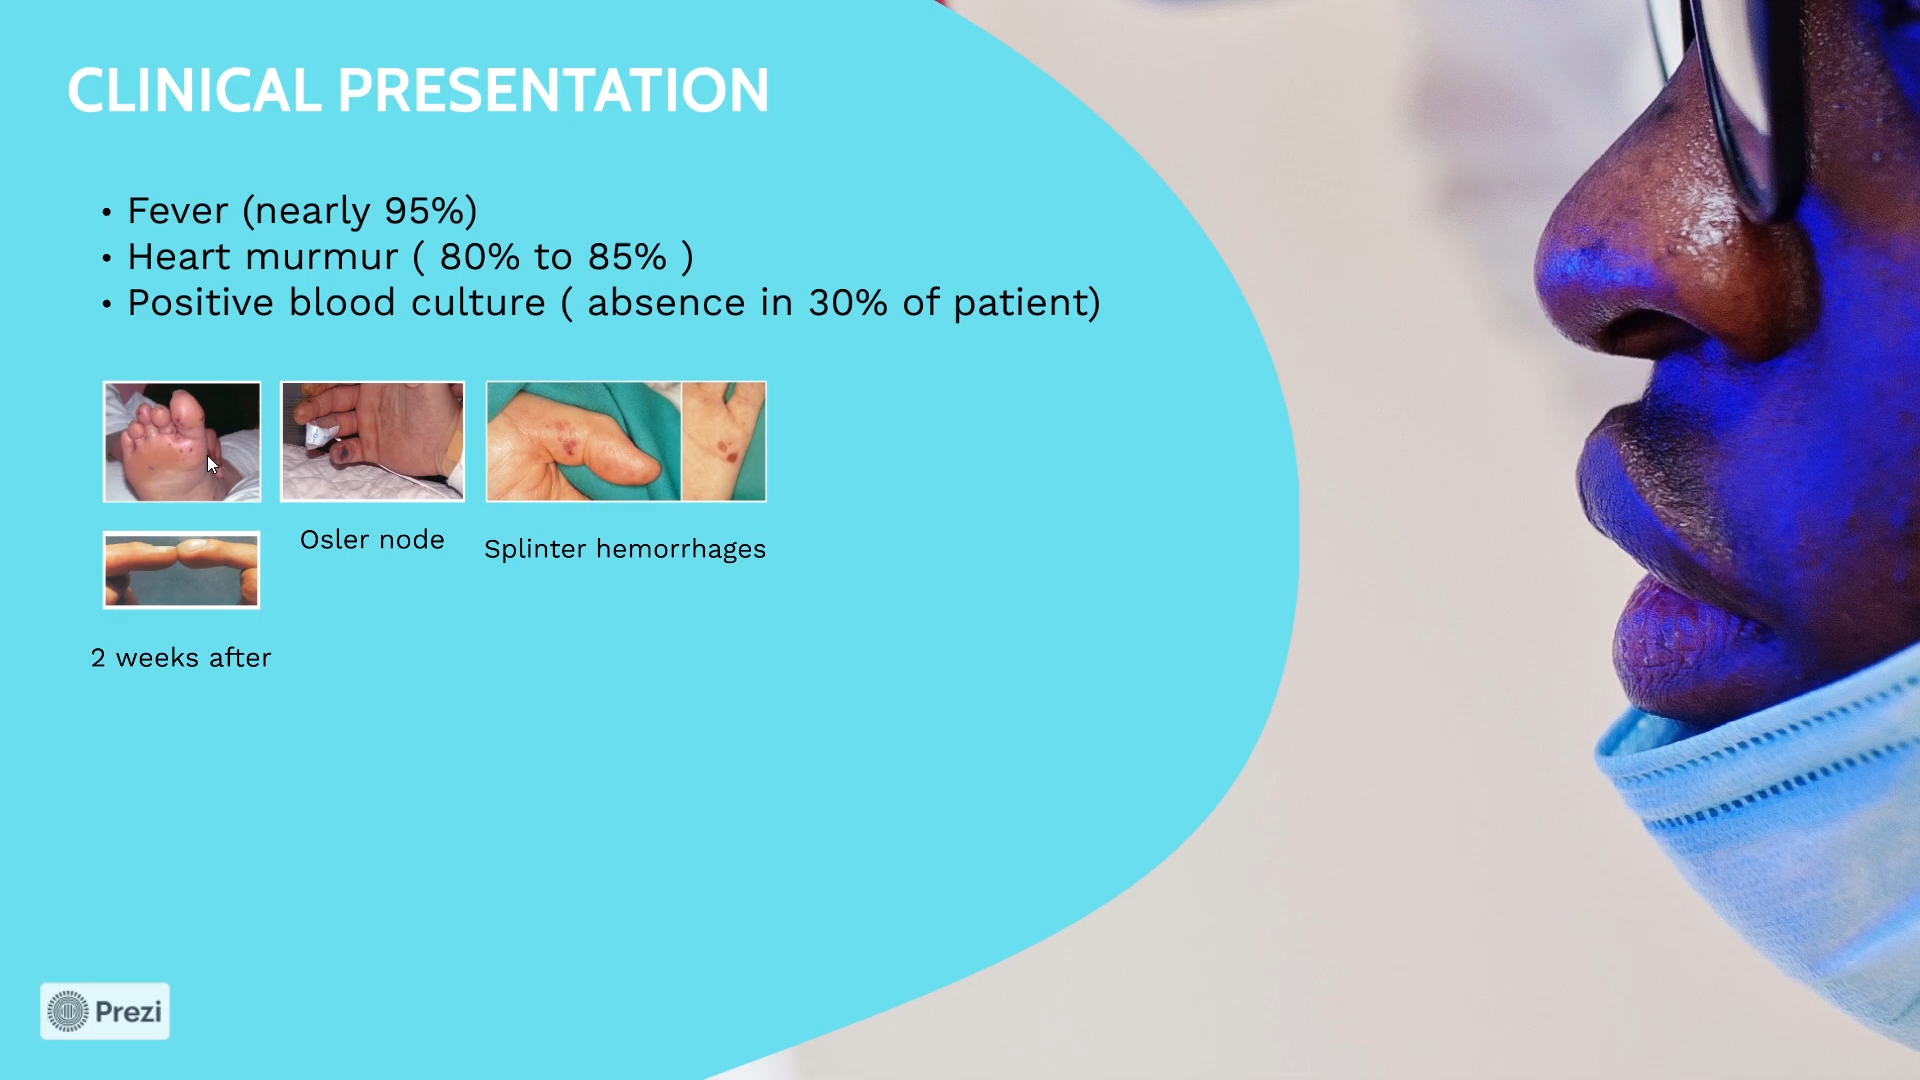 CLINICAL PRESENTATION
• Fever (nearly 95%)
• Heart murmur ( 80% to 85% )
• Positive blood culture ( absence in 30% of patient)
Osler node
Splinter hemorrhages
2 weeks after
Prezi